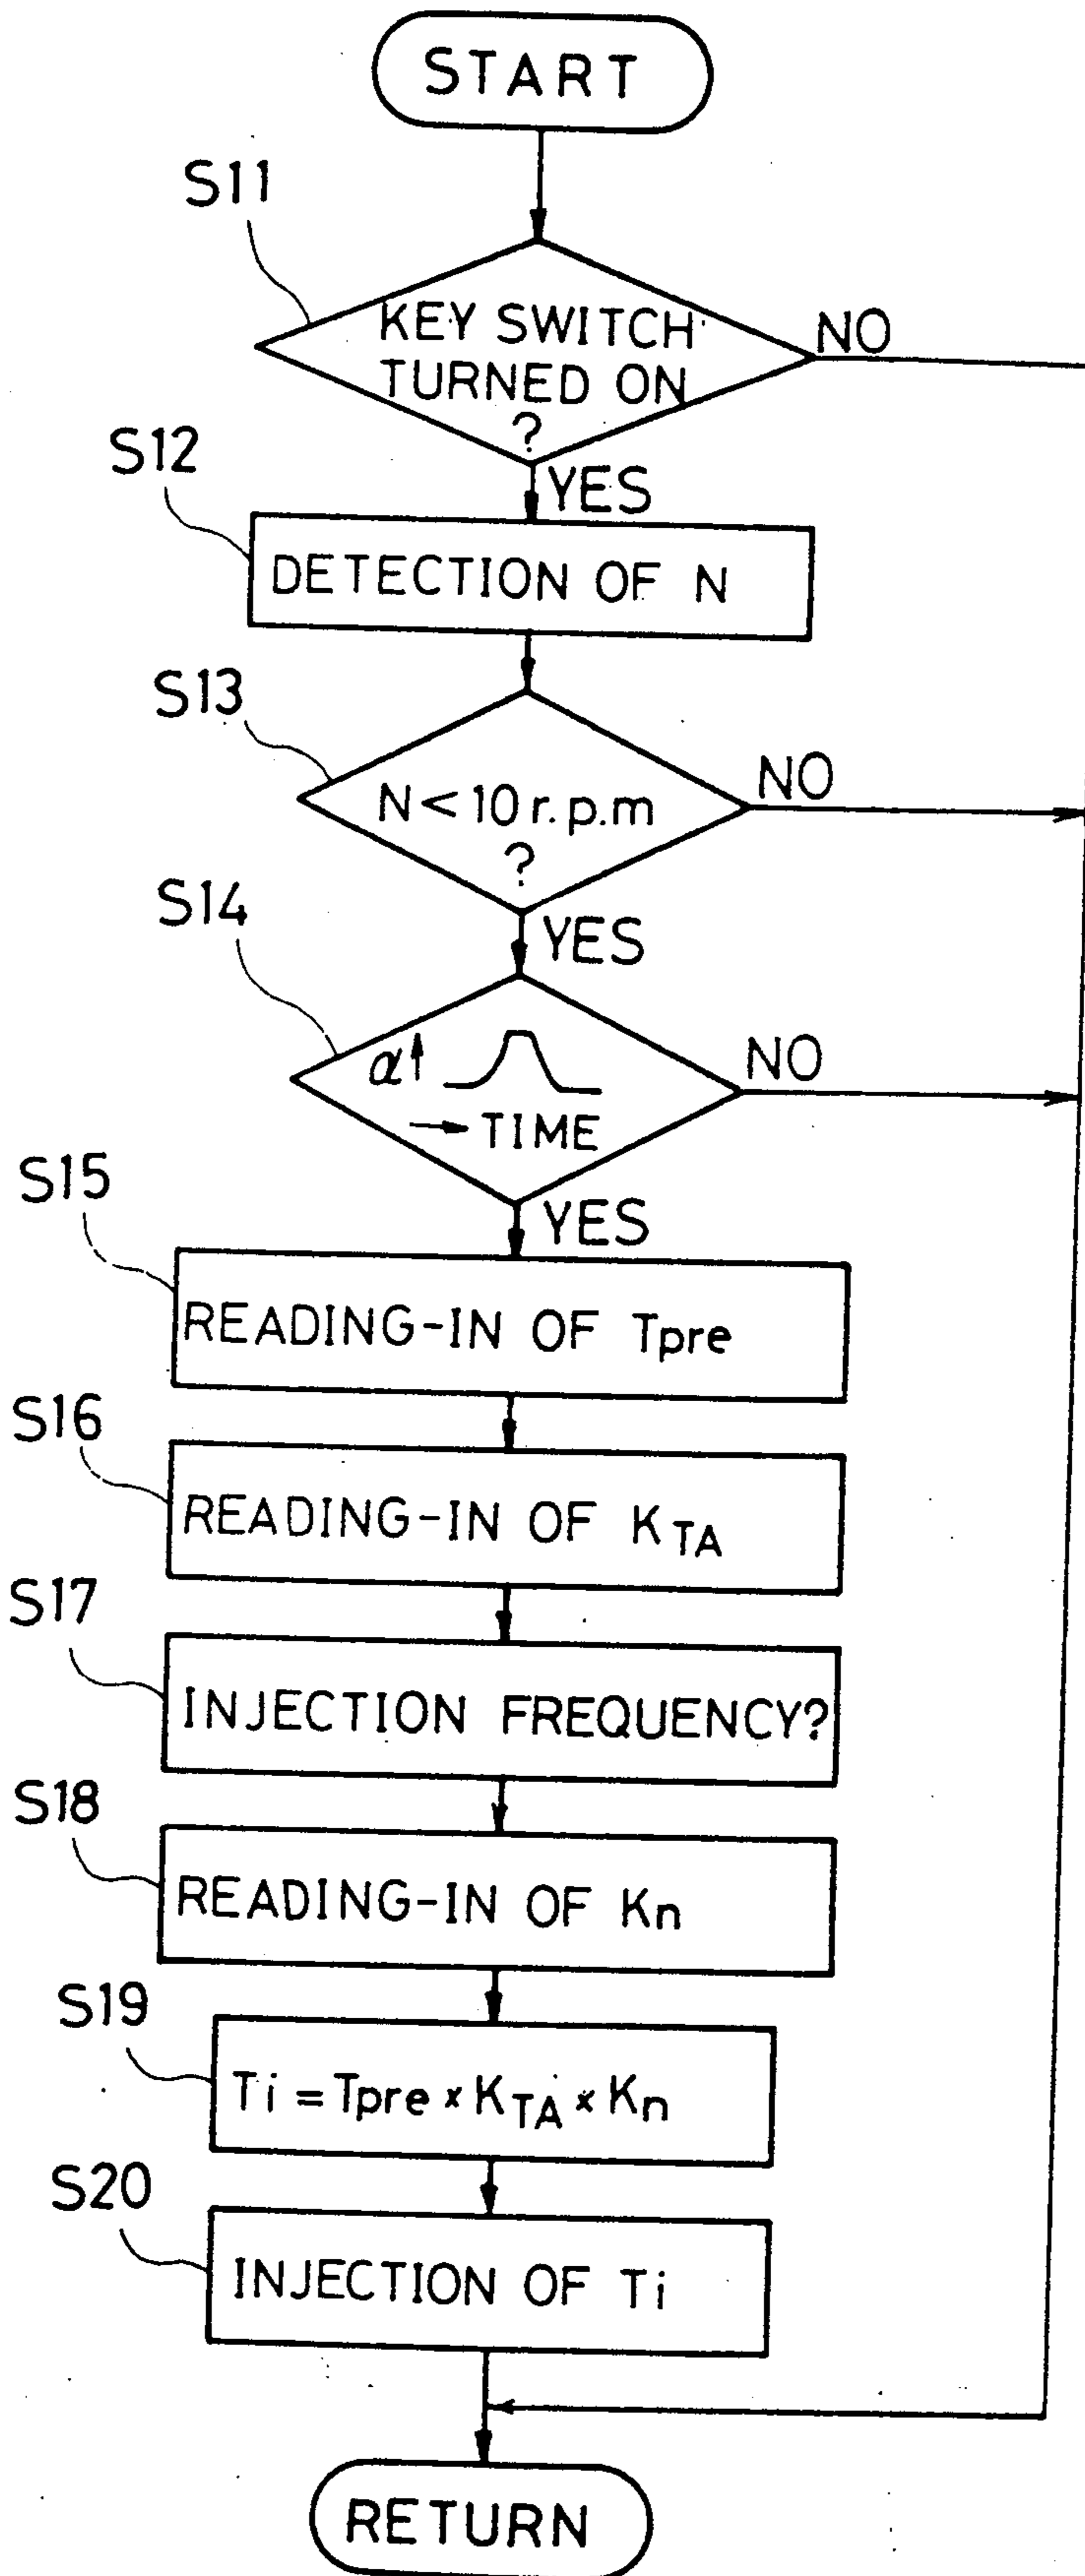 START
S11
KEY SWITCH
TURNED ON
?
NO
YES
S12
DETECTION OF N
S13
N < 10 r.p.m
?
NO
YES
S14
α↑
→ TIME
NO
YES
S15
READING-IN OF Tpre
S16
READING-IN OF KTA
S17
INJECTION FREQUENCY?
S18
READING-IN OF Kn
S19
Ti = Tpre × KTA × Kn
S20
INJECTION OF Ti
RETURN